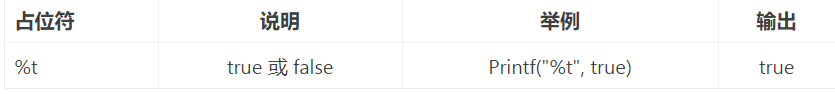 占位符 说明 举例 输出
%t true 或 false Printf("%t", true) true